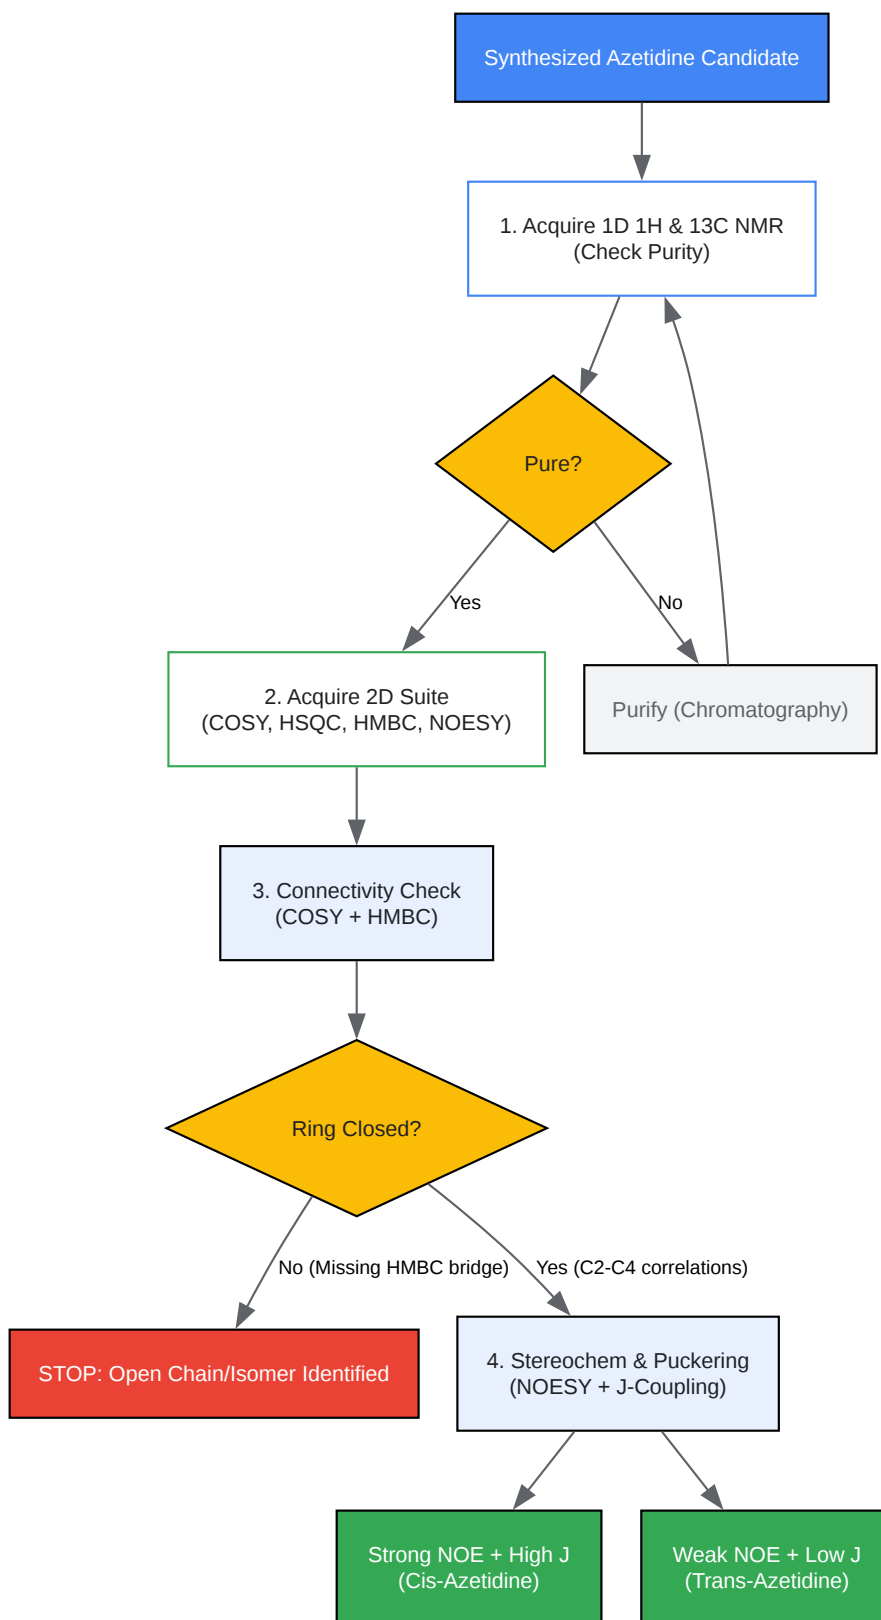 Synthesized Azetidine Candidate
1. Acquire 1D 1H & 13C NMR
(Check Purity)
Pure?
Yes
No
2. Acquire 2D Suite
(COSY, HSQC, HMBC, NOESY)
Purify (Chromatography)
3. Connectivity Check
(COSY + HMBC)
Ring Closed?
No (Missing HMBC bridge)
Yes (C2-C4 correlations)
STOP: Open Chain/Isomer Identified
4. Stereochem & Puckering
(NOESY + J-Coupling)
Strong NOE + High J
(Cis-Azetidine)
Weak NOE + Low J
(Trans-Azetidine)